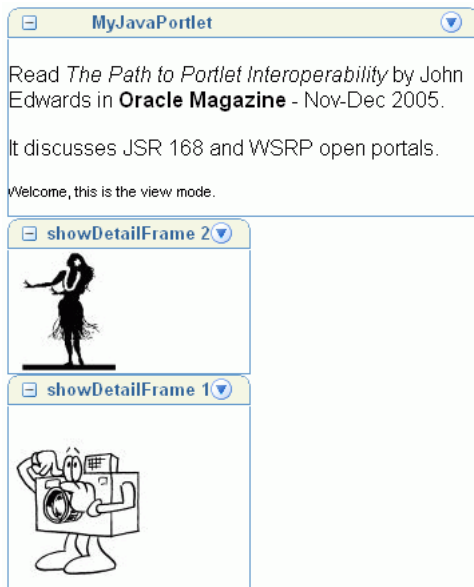 MyJavaPortlet
Read The Path to Portlet Interoperability by John
Edwards in Oracle Magazine - Nov-Dec 2005.
It discusses JSR 168 and WSRP open portals.
Welcome, this is the view mode.
showDetailFrame 2
showDetailFrame 1